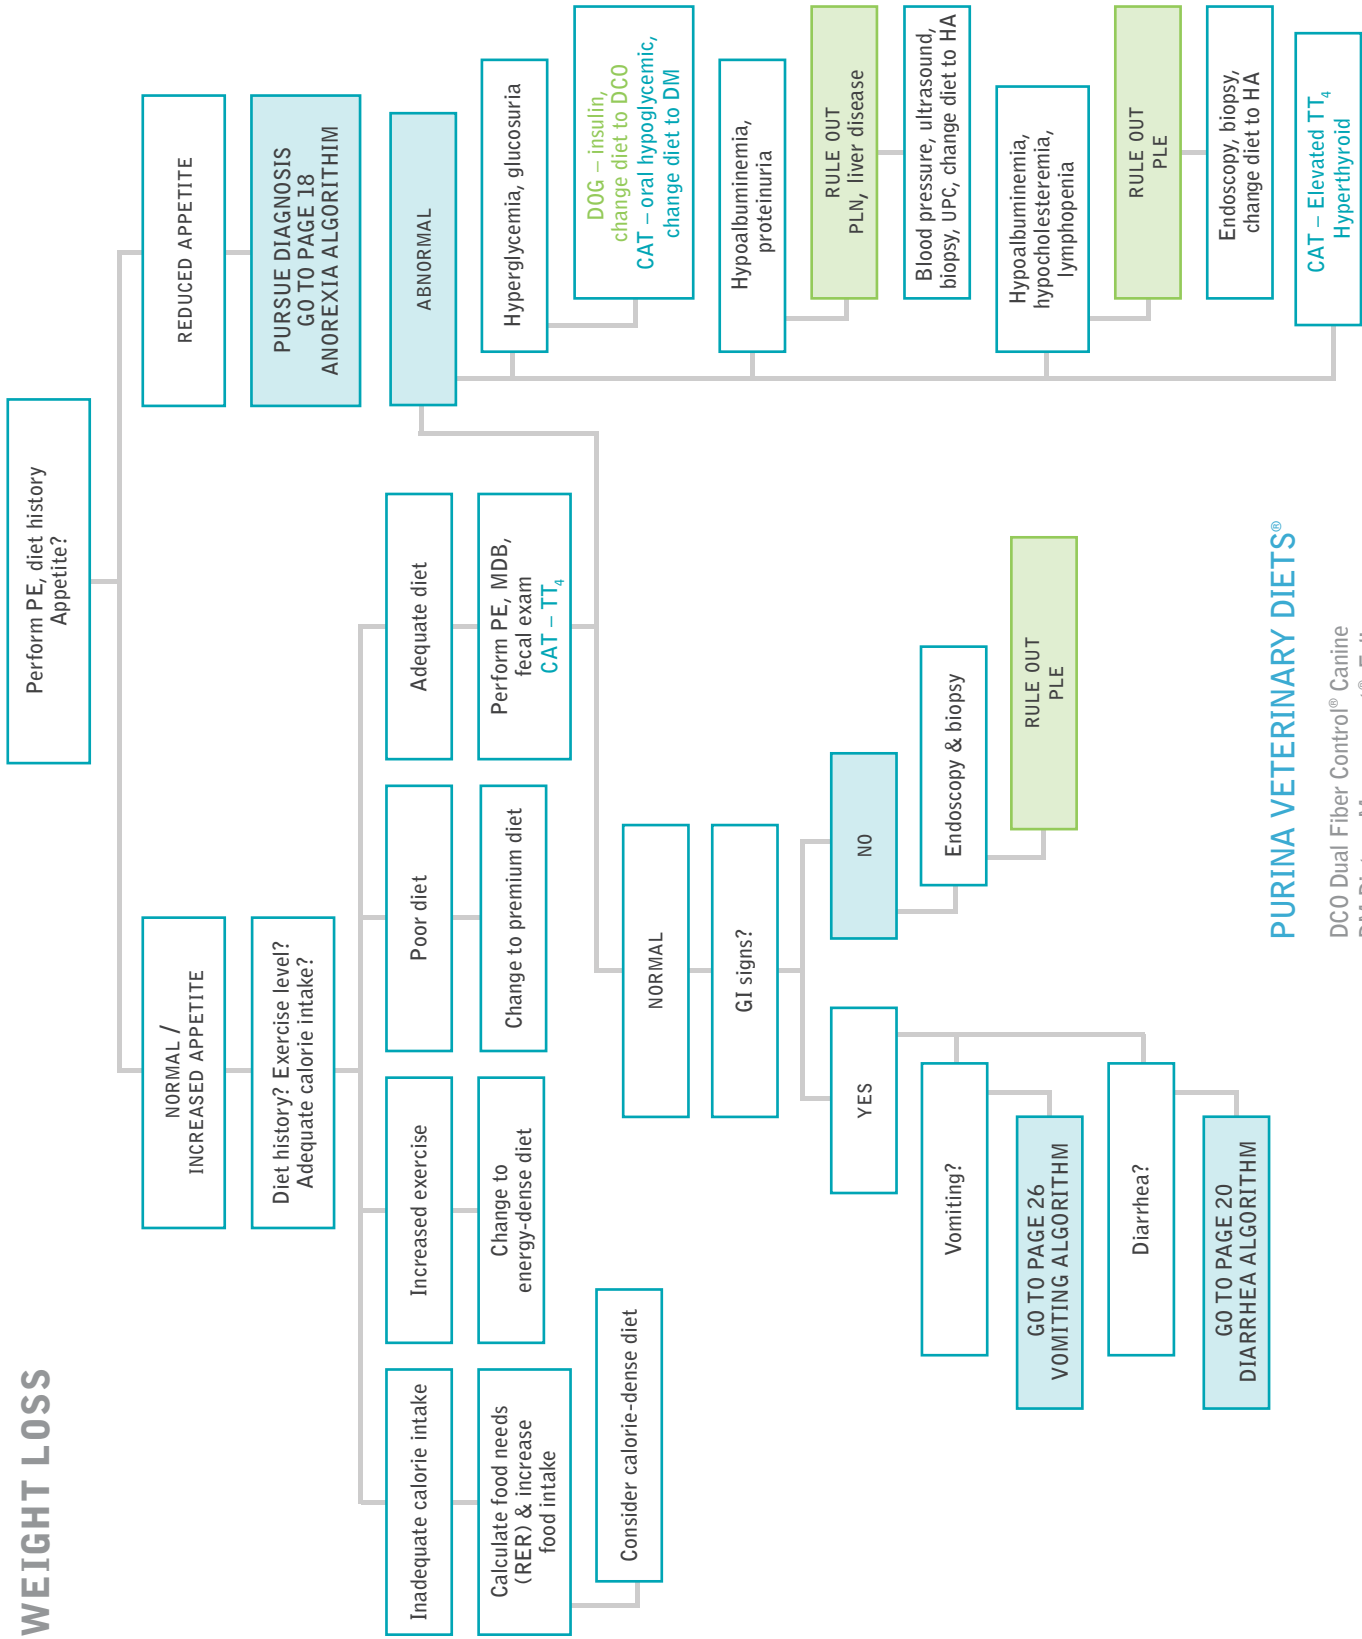 WEIGHT LOSS
Perform PE, diet history
Appetite?
NORMAL /
INCREASED APPETITE
REDUCED APPETITE
Diet history? Exercise level?
Adequate calorie intake?
PURSUE DIAGNOSIS
GO TO PAGE 18
ANOREXIA ALGORITHIM
Inadequate calorie intake
Increased exercise
Poor diet
Adequate diet
ABNORMAL
Calculate food needs
(RER) & increase
food intake
Change to
energy-dense diet
Change to premium diet
Perform PE, MDB,
fecal exam
CAT – TT₄
Hyperglycemia, glucosuria
Consider calorie-dense diet
DOG – insulin,
change diet to DCO
CAT – oral hypoglycemic,
change diet to DM
NORMAL
GI signs?
Hypoalbuminemia,
proteinuria
YES
NO
RULE OUT
PLN, liver disease
Vomiting?
Endoscopy & biopsy
Blood pressure, ultrasound,
biopsy, UPC, change diet to HA
GO TO PAGE 26
VOMITING ALGORITHM
RULE OUT
PLE
Hypoalbuminemia,
hypocholesteremia,
lymphopenia
Diarrhea?
RULE OUT
PLE
GO TO PAGE 20
DIARRHEA ALGORITHM
Endoscopy, biopsy,
change diet to HA
CAT – Elevated TT₄
Hyperthyroid
PURINA VETERINARY DIETS®
DCO Dual Fiber Control® Canine